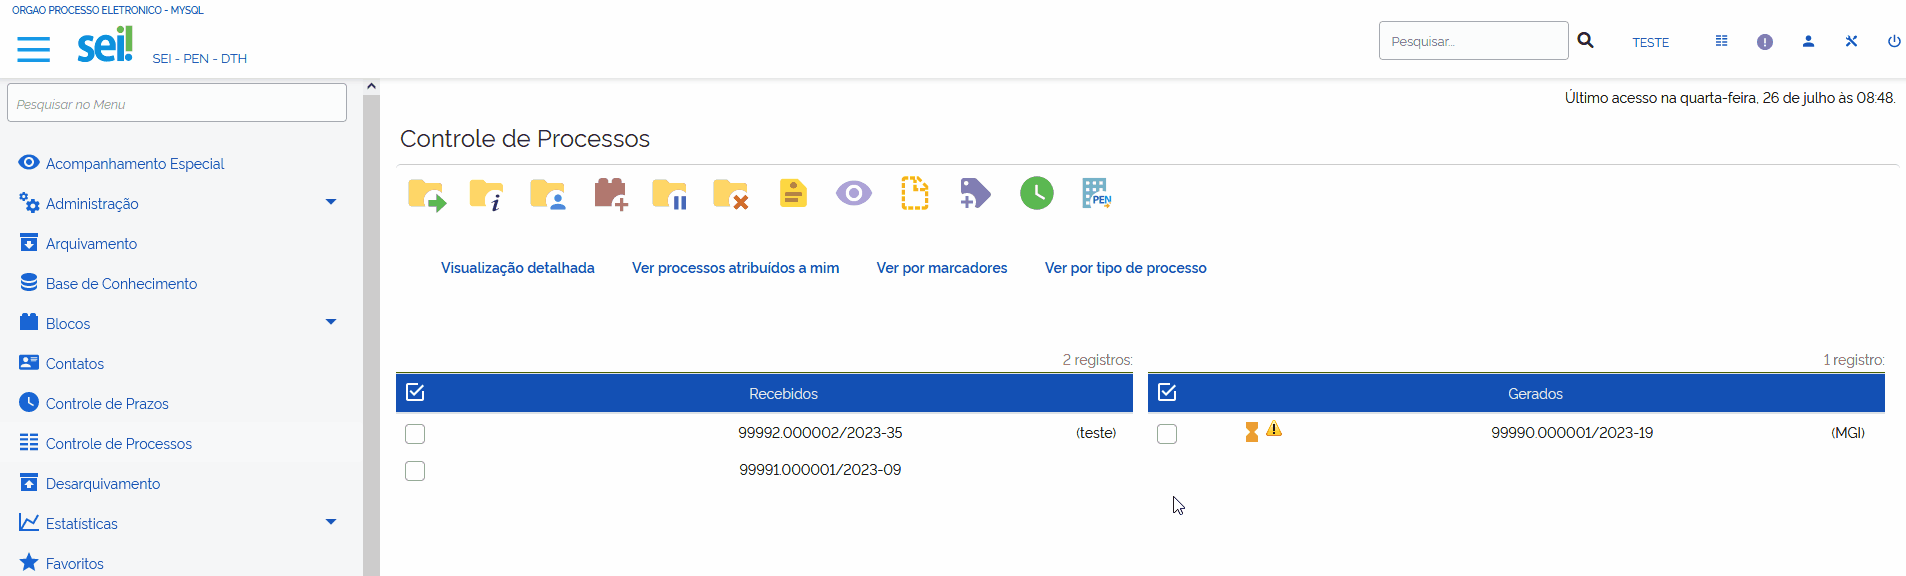 ORGAO PROCESSO ELETRONICO - MYSQL
sei!
SEI - PEN - DTH
Pesquisar...
TESTE
Pesquisar no Menu
Último acesso na quarta-feira, 26 de julho às 08:48.
Controle de Processos
Acompanhamento Especial
Administração
Arquivamento
Base de Conhecimento
Blocos
Contatos
Controle de Prazos
Controle de Processos
Desarquivamento
Estatísticas
Favoritos
PEN
Visualização detalhada
Ver processos atribuídos a mim
Ver por marcadores
Ver por tipo de processo
2 registros:
Recebidos
99992.000002/2023-35 (teste)
99991.000001/2023-09
1 registro:
Gerados
99990.000001/2023-19 (MGI)